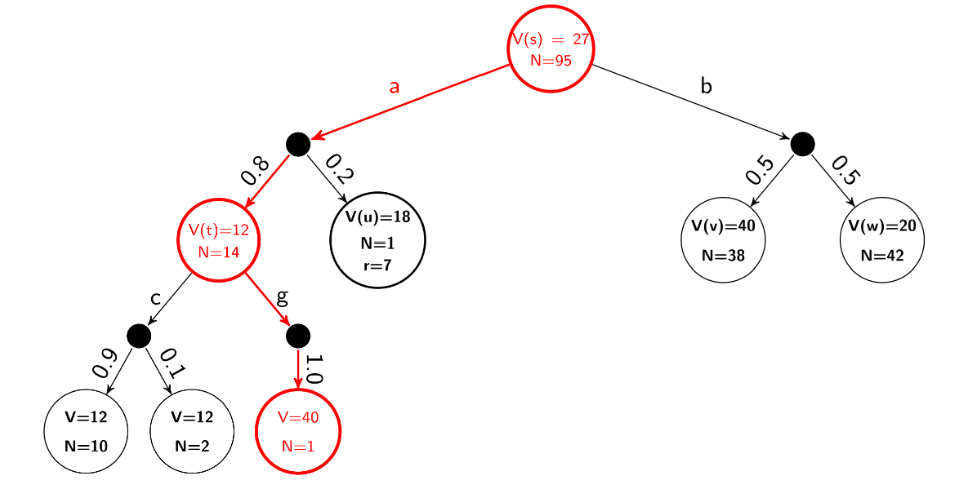 V(s) = 27
N=95
a
b
0.8
0.2
0.5
0.5
V(t)=12
N=14
V(u)=18
N=1
r=7
V(v)=40
N=38
V(w)=20
N=42
c
g
0.9
0.1
1.0
V=12
N=10
V=12
N=2
V=40
N=1